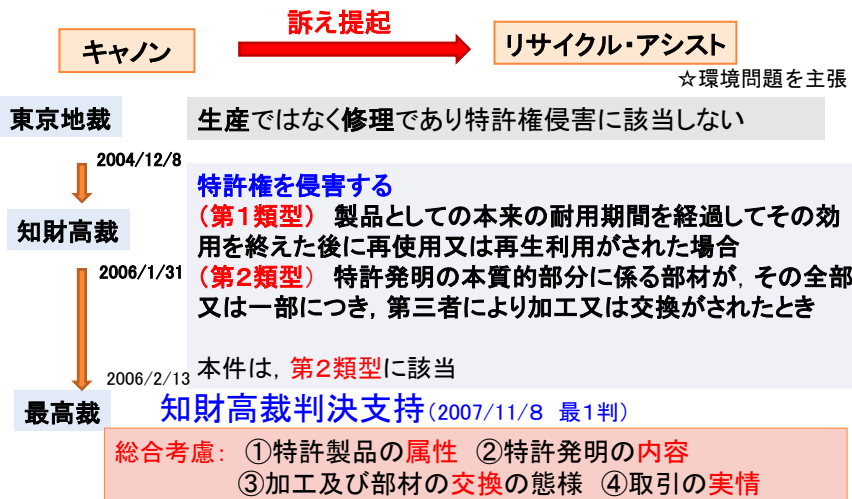 訴え提起
キヤノン
リサイクル・アシスト
☆環境問題を主張
東京地裁
生産ではなく修理であり特許権侵害に該当しない
2004/12/8
特許権を侵害する
（第１類型） 製品としての本来の耐用期間を経過してその効
用を終えた後に再使用又は再生利用がされた場合
知財高裁
2006/1/31
（第２類型） 特許発明の本質的部分に係る部材が，その全部
又は一部につき，第三者により加工又は交換がされたとき
本件は，第２類型に該当
2006/2/13
最高裁
知財高裁判決支持（2007/11/8 最１判）
総合考慮： ①特許製品の属性 ②特許発明の内容
③加工及び部材の交換の態様 ④取引の実情